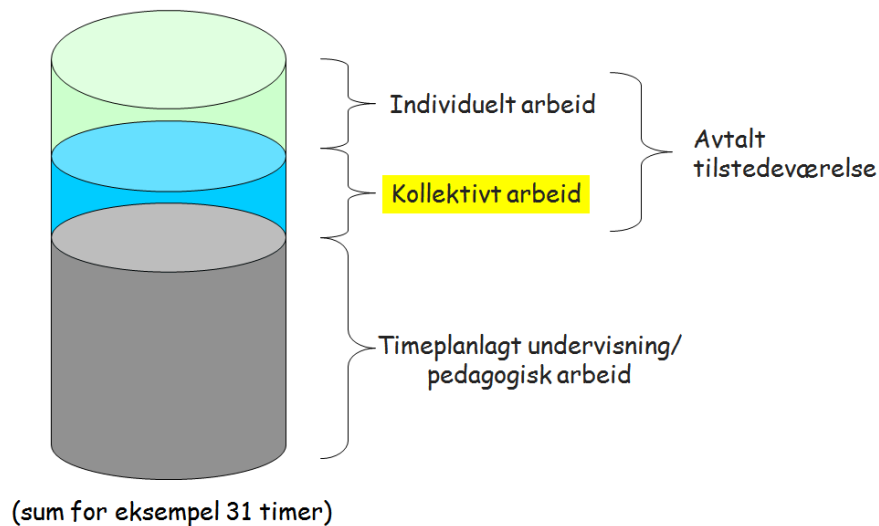 Individuelt arbeid
Kollektivt arbeid
Avtalt
tilstedeværelse
Timeplanlagt undervisning/
pedagogisk arbeid
(sum for eksempel 31 timer)